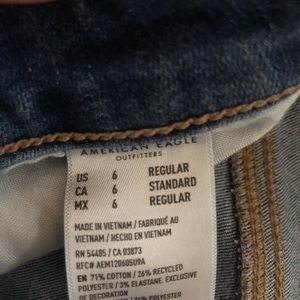 AMERICAN EAGLE
OUTFITTERS
US 6 REGULAR
CA 6 STANDARD
MX 6 REGULAR
MADE IN VIETNAM / FABRIQUÉ AU
VIETNAM / HECHO EN VIETNAM
RN 54485 / CA 03873
RFC# AEM120605U9A
EN 71% COTTON / 26% RECYCLED
POLYESTER / 3% ELASTANE. EXCLUSIVE
OF DECORATION